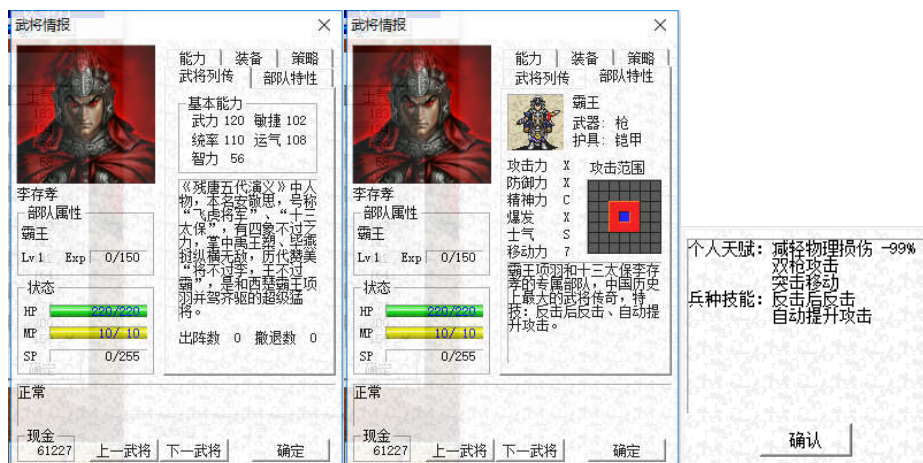 武将情报
能力 装备 策略
武将列传 部队特性
基本能力
武力 120 敏捷 102
统率 110 运气 108
智力 56
《残唐五代演义》中人
物，本名安敬思，号称
“飞虎将军”、“十三
太保”，有四象不过之
力，掌中禹王槊、毕燕
挝纵横无敌，历代赞美
“将不过李，王不过
霸”，是和西楚霸王项
羽并驾齐驱的超级猛
将。
出阵数 0 撤退数 0
李存孝
部队属性
霸王
Lv 1 Exp 0/150
状态
HP 220/220
MP 10/ 10
SP 0/255
正常
现金
61227 上一武将 下一武将 确定
武将情报
能力 装备 策略
武将列传 部队特性
霸王
武器: 枪
护具: 铠甲
攻击力 X 攻击范围
防御力 X
精神力 C
爆发 X
士气 S
移动力 7
霸王项羽和十三太保李存
孝的专属部队，中国历史
上最大的武将传奇，特
技：反击后反击、自动提
升攻击。
李存孝
部队属性
霸王
Lv 1 Exp 0/150
状态
HP 220/220
MP 10/ 10
SP 0/255
正常
现金
61227 上一武将 下一武将 确定
个人天赋: 减轻物理损伤 -99%
双枪攻击
突击移动
兵种技能: 反击后反击
自动提升攻击
确认